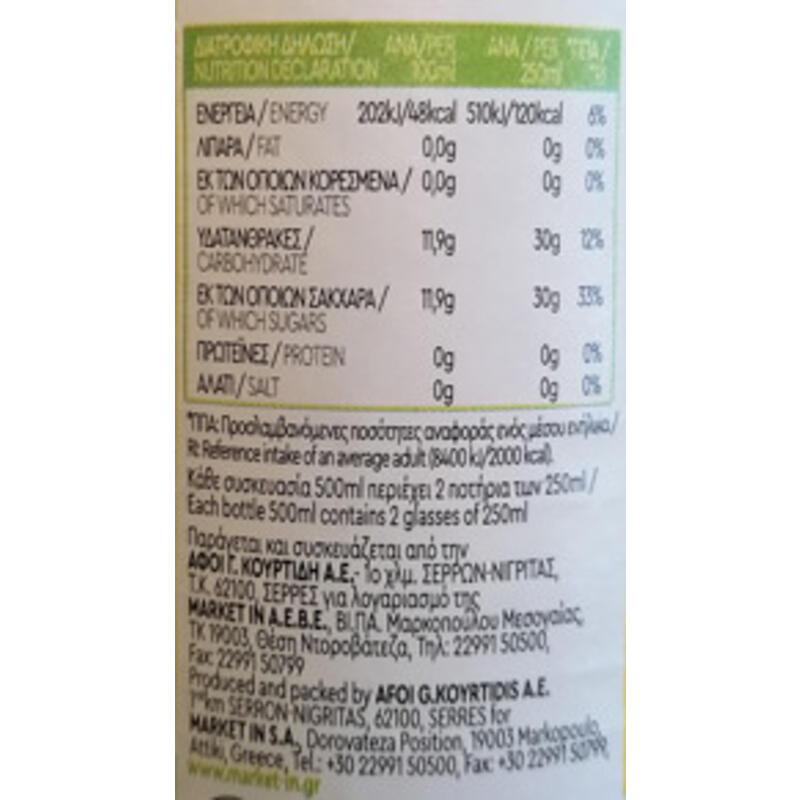 ΔΙΑΤΡΟΦΙΚΗ ΔΗΛΩΣΗ/ ΑΝΑ/PER ΑΝΑ / PER *ΠΠΑ /
NUTRITION DECLARATION 100ml 250ml *RI
ΕΝΕΡΓΕΙΑ / ENERGY 202kJ/48kcal 510kJ/120kcal 6%
ΛΙΠΑΡΑ / FAT 0,0g 0g 0%
ΕΚ ΤΩΝ ΟΠΟΙΩΝ ΚΟΡΕΣΜΕΝΑ / 0,0g 0g 0%
OF WHICH SATURATES
ΥΔΑΤΑΝΘΡΑΚΕΣ / 11,9g 30g 12%
CARBOHYDRATE
ΕΚ ΤΩΝ ΟΠΟΙΩΝ ΣΑΚΧΑΡΑ / 11,9g 30g 33%
OF WHICH SUGARS
ΠΡΩΤΕΪΝΕΣ / PROTEIN 0g 0g 0%
ΑΛΑΤΙ / SALT 0g 0g 0%
*ΠΠΑ: Προσλαμβανόμενες ποσότητες αναφοράς ενός μέσου ενήλικα /
RI: Reference intake of an average adult (8400 kJ/2000 kcal).
Κάθε συσκευασία 500ml περιέχει 2 ποτήρια των 250ml /
Each bottle 500ml contains 2 glasses of 250ml
Παράγεται και συσκευάζεται από την
ΑΦΟΙ Γ. ΚΟΥΡΤΙΔΗ Α.Ε.- 1ο χλμ. ΣΕΡΡΩΝ-ΝΙΓΡΙΤΑΣ,
Τ.Κ. 62100, ΣΕΡΡΕΣ για λογαριασμό της
MARKET IN Α.Ε.Β.Ε., ΒΙ.ΠΑ. Μαρκοπούλου Μεσογαίας,
ΤΚ 19003, Θέση Ντοροβάτεζα, Τηλ: 22991 50500,
Fax: 22991 50799
Produced and packed by AFOI G.KOYRTIDIS A.E.
1st km SERRON-NIGRITAS, 62100, SERRES for
MARKET IN S.A., Dorovateza Position, 19003 Markopoulo,
Attiki, Greece, Tel.: +30 22991 50500, Fax: +30 22991 50799,
www.market-in.gr